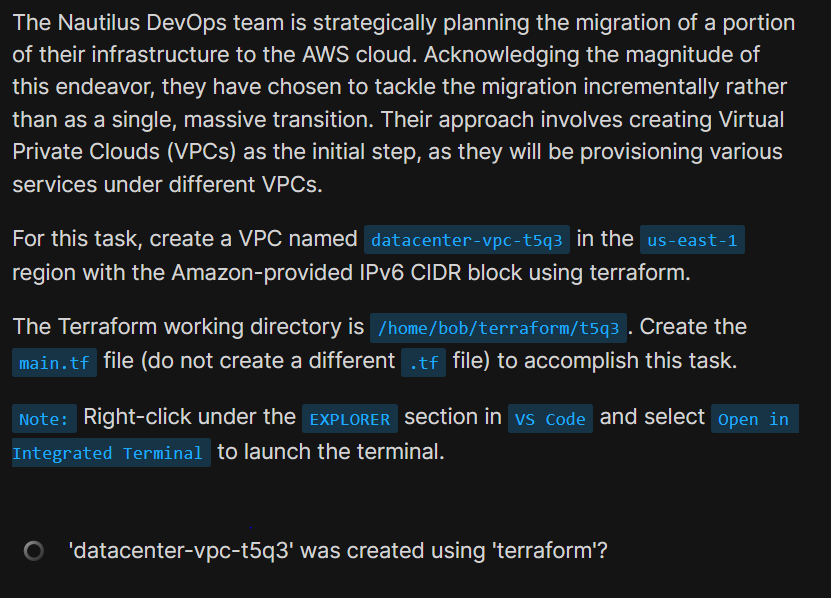 The Nautilus DevOps team is strategically planning the migration of a portion
of their infrastructure to the AWS cloud. Acknowledging the magnitude of
this endeavor, they have chosen to tackle the migration incrementally rather
than as a single, massive transition. Their approach involves creating Virtual
Private Clouds (VPCs) as the initial step, as they will be provisioning various
services under different VPCs.
For this task, create a VPC named datacenter-vpc-t5q3 in the us-east-1
region with the Amazon-provided IPv6 CIDR block using terraform.
The Terraform working directory is /home/bob/terraform/t5q3. Create the
main.tf file (do not create a different .tf file) to accomplish this task.
Note: Right-click under the EXPLORER section in VS Code and select Open in
Integrated Terminal to launch the terminal.
'datacenter-vpc-t5q3' was created using 'terraform'?